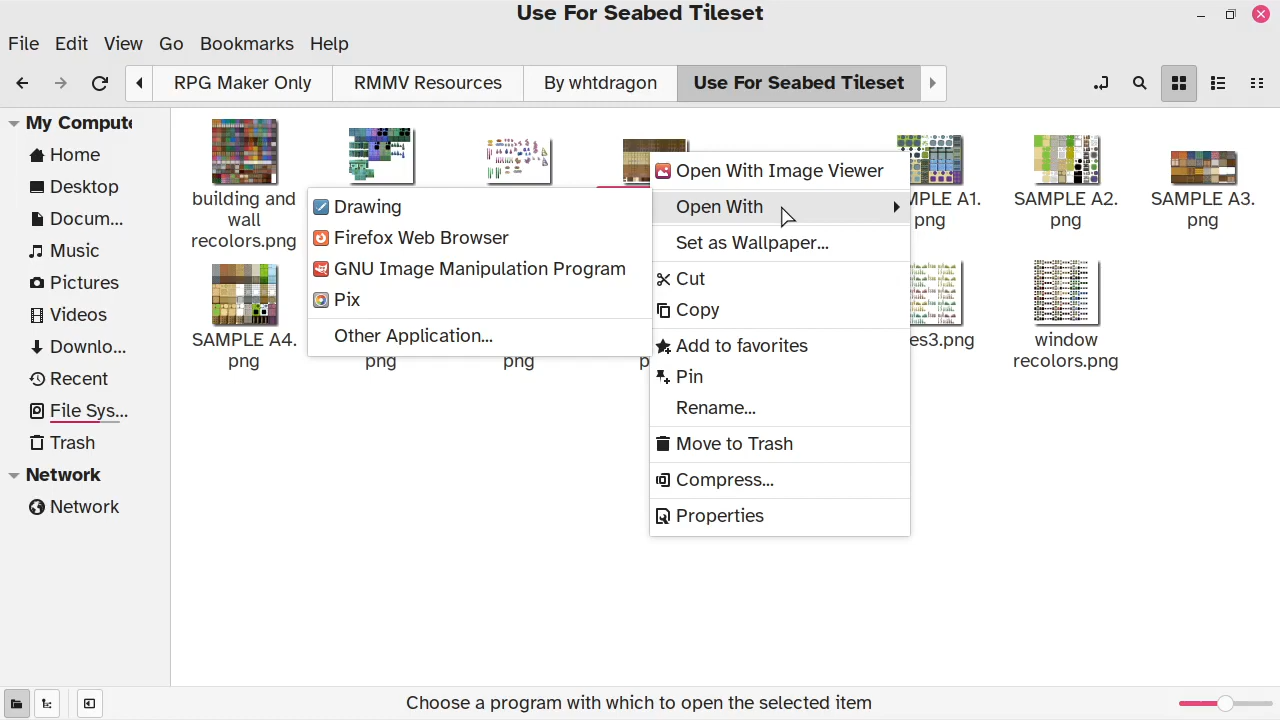 Use For Seabed Tileset
File Edit View Go Bookmarks Help
RPG Maker Only RMMV Resources By whtdragon Use For Seabed Tileset
My Compute
Home
Desktop
Docum...
Music
Pictures
Videos
Downlo...
Recent
File Sys...
Trash
Network
Network
building and
wall
recolors.png
MPLE A1.
png
SAMPLE A2.
png
SAMPLE A3.
png
SAMPLE A4.
png
png
png
p
es3.png
window
recolors.png
Drawing
Firefox Web Browser
GNU Image Manipulation Program
Pix
Other Application...
Open With Image Viewer
Open With
Set as Wallpaper...
Cut
Copy
Add to favorites
Pin
Rename...
Move to Trash
Compress...
Properties
Choose a program with which to open the selected item